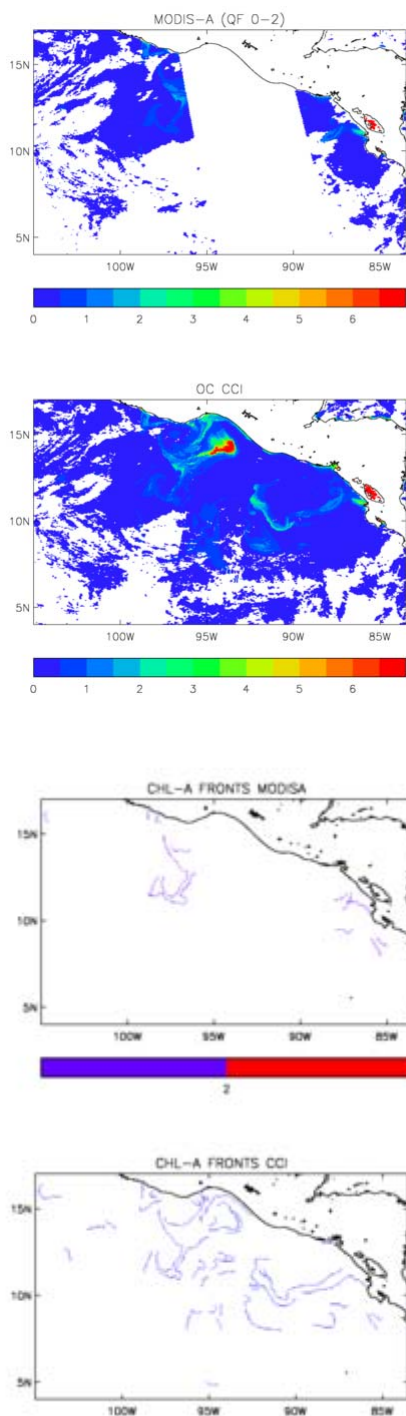 MODIS-A (QF 0-2)
15N
10N
5N
100W 95W 90W 85W
0 1 2 3 4 5 6
OC CCI
15N
10N
5N
100W 95W 90W 85W
0 1 2 3 4 5 6
CHL-A FRONTS MODISA
15N
10N
5N
100W 95W 90W 85W
2
CHL-A FRONTS CCI
15N
10N
5N
100W 95W 90W 85W